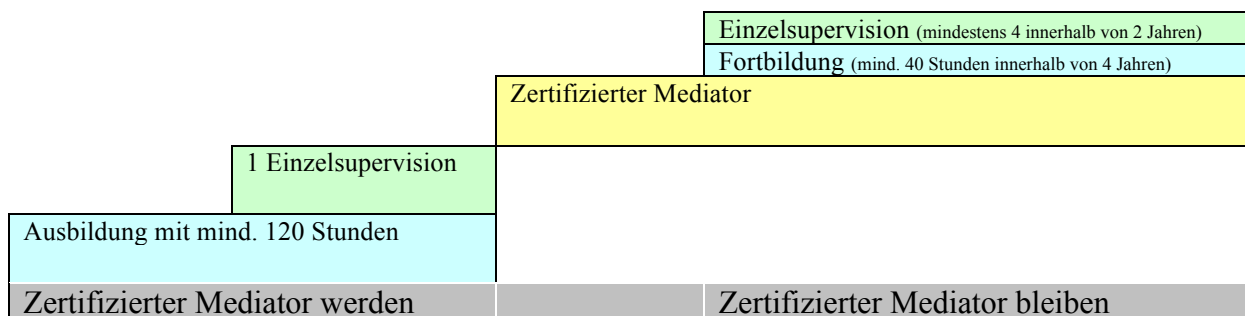 Einzelsupervision (mindestens 4 innerhalb von 2 Jahren)
Fortbildung (mind. 40 Stunden innerhalb von 4 Jahren)
Zertifizierter Mediator
1 Einzelsupervision
Ausbildung mit mind. 120 Stunden
Zertifizierter Mediator werden
Zertifizierter Mediator bleiben